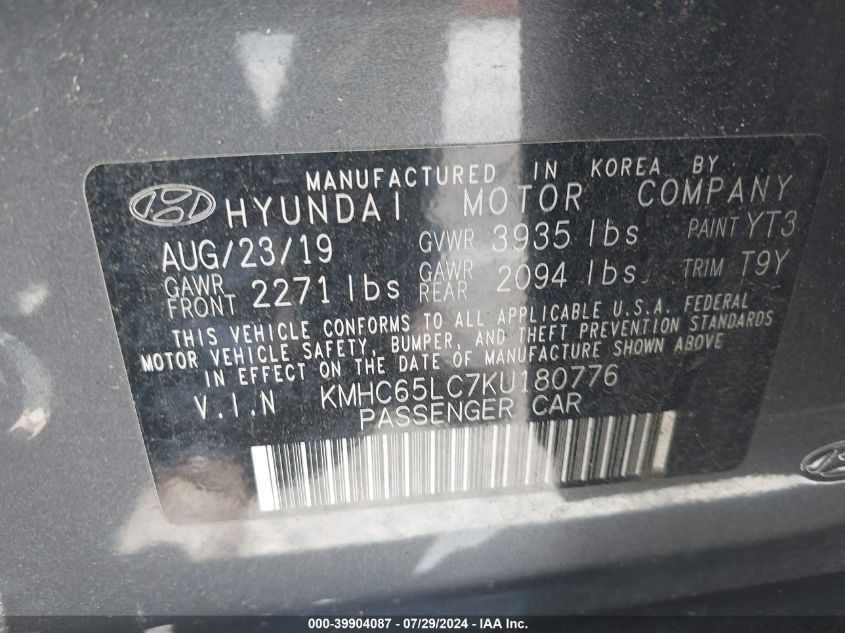 MANUFACTURED IN KOREA BY
HYUNDAI MOTOR COMPANY
AUG/23/19 GVWR 3935 lbs PAINT YT3
GAWR FRONT 2271 lbs GAWR REAR 2094 lbs TRIM T9Y
THIS VEHICLE CONFORMS TO ALL APPLICABLE U.S.A. FEDERAL
MOTOR VEHICLE SAFETY, BUMPER, AND THEFT PREVENTION STANDARDS
IN EFFECT ON THE DATE OF MANUFACTURE SHOWN ABOVE
V.I.N KMHC65LC7KU180776
PASSENGER CAR
000-39904087 - 07/29/2024 - IAA Inc.